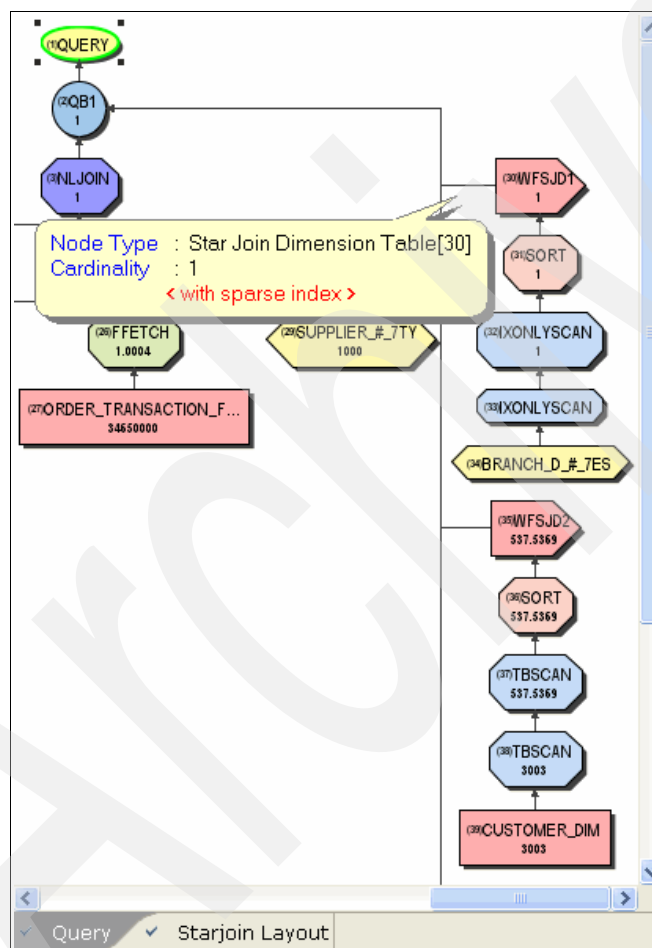 (1)QUERY
(2)QB1
1
(3)NLJOIN
1
Node Type : Star Join Dimension Table[30]
Cardinality : 1
< with sparse index >
(26)FFETCH
1.0004
(27)ORDER_TRANSACTION_F...
34650000
(29)SUPPLIER_#_7TY
1000
(30)WFSJD1
1
(31)SORT
1
(32)IXONLYSCAN
1
(33)IXONLYSCAN
(34)BRANCH_D_#_7ES
(35)WFSJD2
537.5369
(36)SORT
537.5369
(37)TBSCAN
537.5369
(38)TBSCAN
3003
(39)CUSTOMER_DIM
3003
Query
Starjoin Layout